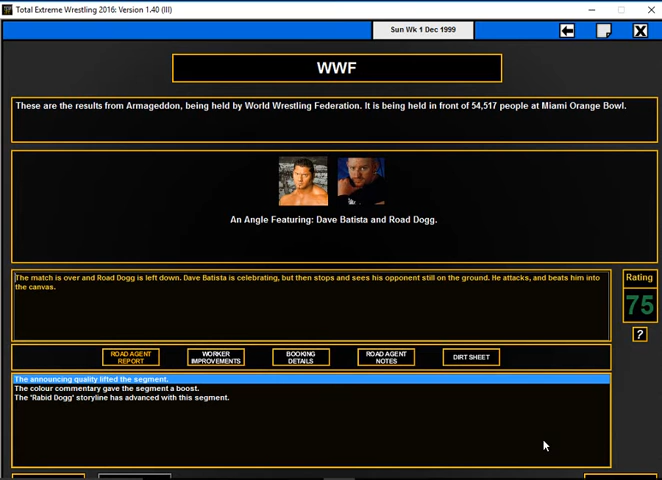 Total Extreme Wrestling 2016: Version 1.40 (III)
Sun Wk 1 Dec 1999
WWF
These are the results from Armageddon, being held by World Wrestling Federation. It is being held in front of 54,517 people at Miami Orange Bowl.
An Angle Featuring: Dave Batista and Road Dogg.
The match is over and Road Dogg is left down. Dave Batista is celebrating, but then stops and sees his opponent still on the ground. He attacks, and beats him into
the canvas.
Rating
75
?
ROAD AGENT
REPORT
WORKER
IMPROVEMENTS
BOOKING
DETAILS
ROAD AGENT
NOTES
DIRT SHEET
The announcing quality lifted the segment.
The colour commentary gave the segment a boost.
The 'Rabid Dogg' storyline has advanced with this segment.